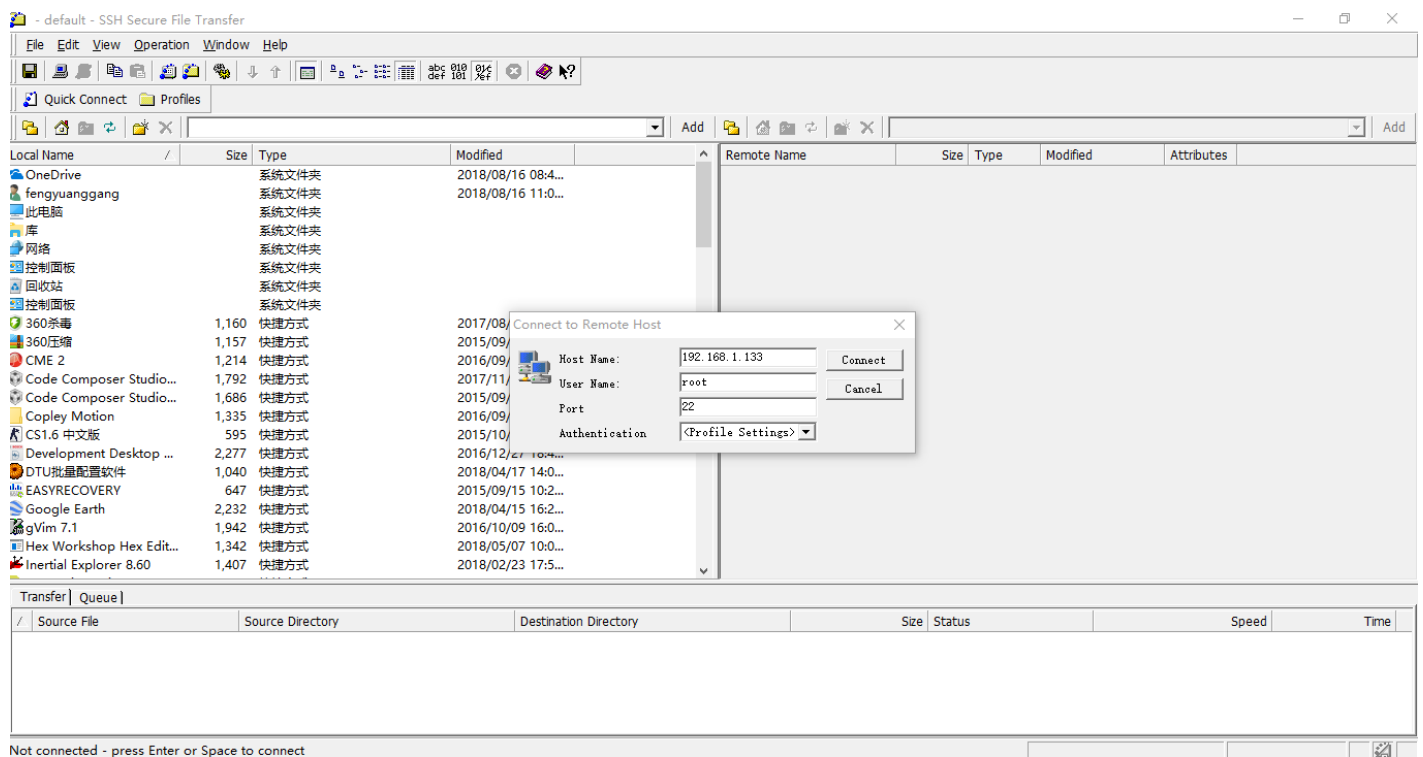 - default - SSH Secure File Transfer
File Edit View Operation Window Help
abc def 010 101
Quick Connect Profiles
Add Add
Local Name / Size Type Modified Remote Name Size Type Modified Attributes
OneDrive 系统文件夹 2018/08/16 08:4...
fengyuanggang 系统文件夹 2018/08/16 11:0...
此电脑 系统文件夹
库 系统文件夹
网络 系统文件夹
控制面板 系统文件夹
回收站 系统文件夹
控制面板 系统文件夹
360杀毒 1,160 快捷方式 2017/08/
360压缩 1,157 快捷方式 2015/09/
CME 2 1,214 快捷方式 2016/09/
Code Composer Studio... 1,792 快捷方式 2017/11/
Code Composer Studio... 1,686 快捷方式 2015/09/
Copley Motion 1,335 快捷方式 2016/09/
CS1.6 中文版 595 快捷方式 2015/10/
Development Desktop ... 2,277 快捷方式 2016/12/27
DTU批量配置软件 1,040 快捷方式 2018/04/17 14:0...
EASYRECOVERY 647 快捷方式 2015/09/15 10:2...
Google Earth 2,232 快捷方式 2018/04/15 16:2...
gVim 7.1 1,942 快捷方式 2016/10/09 16:0...
Hex Workshop Hex Edit... 1,342 快捷方式 2018/05/07 10:0...
Inertial Explorer 8.60 1,407 快捷方式 2018/02/23 17:5...
Connect to Remote Host
Host Name: 192.168.1.133 Connect
User Name: root Cancel
Port 22
Authentication <Profile Settings>
Transfer Queue
/ Source File Source Directory Destination Directory Size Status Speed Time
Not connected - press Enter or Space to connect